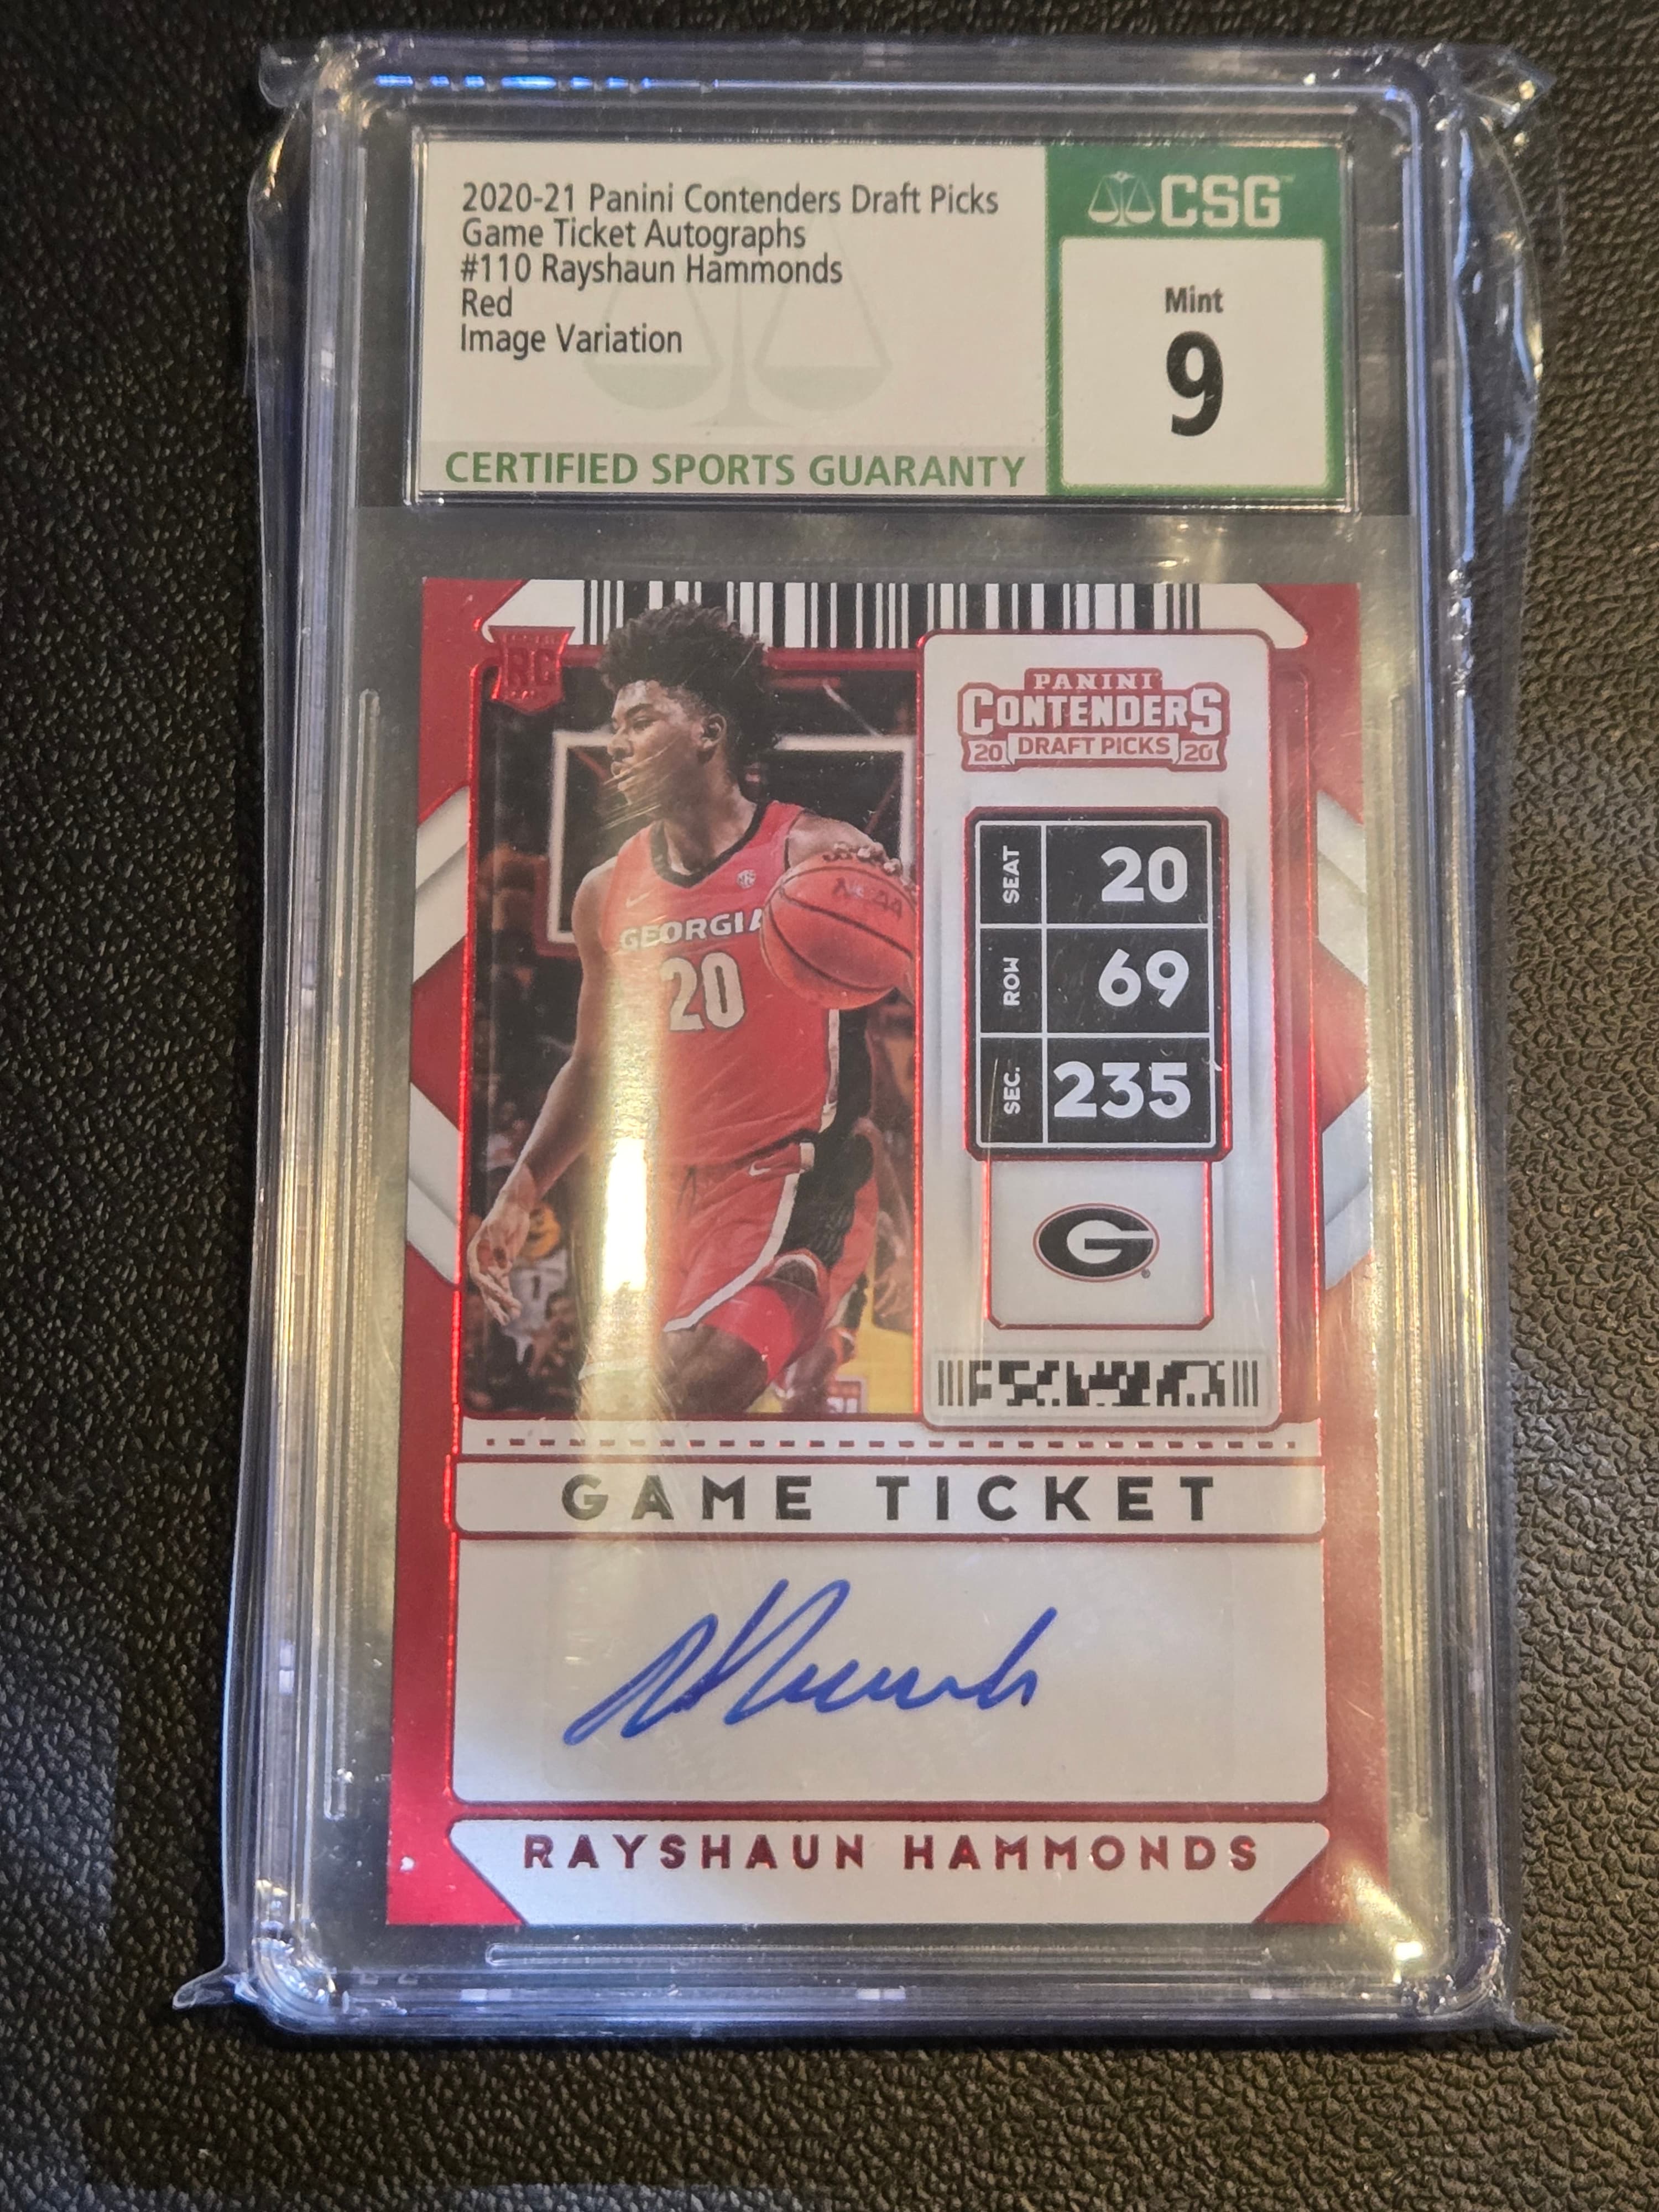 2020-21 Panini Contenders Draft Picks
Game Ticket Autographs
#110 Rayshaun Hammonds
Red
Image Variation
CERTIFIED SPORTS GUARANTY
CSG™
Mint
9
RC
PANINI
CONTENDERS
20 DRAFT PICKS 20
SEAT 20
ROW 69
SEC. 235
NCAA
GEORGIA
20
G
GAME TICKET
RAYSHAUN HAMMONDS